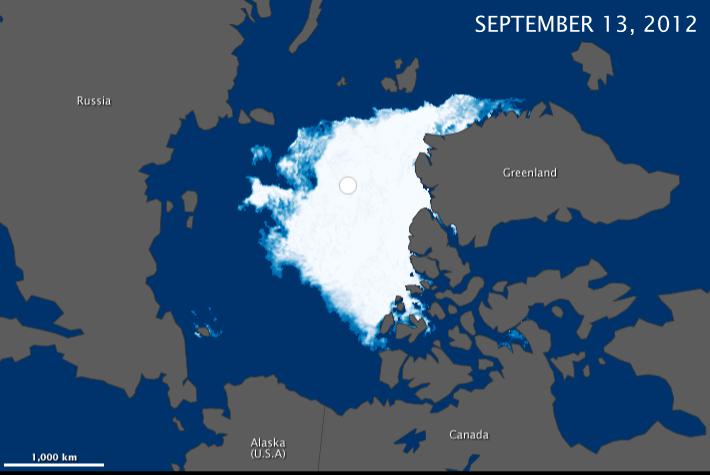 SEPTEMBER 13, 2012
Russia
Greenland
Alaska
(U.S.A)
Canada
1,000 km